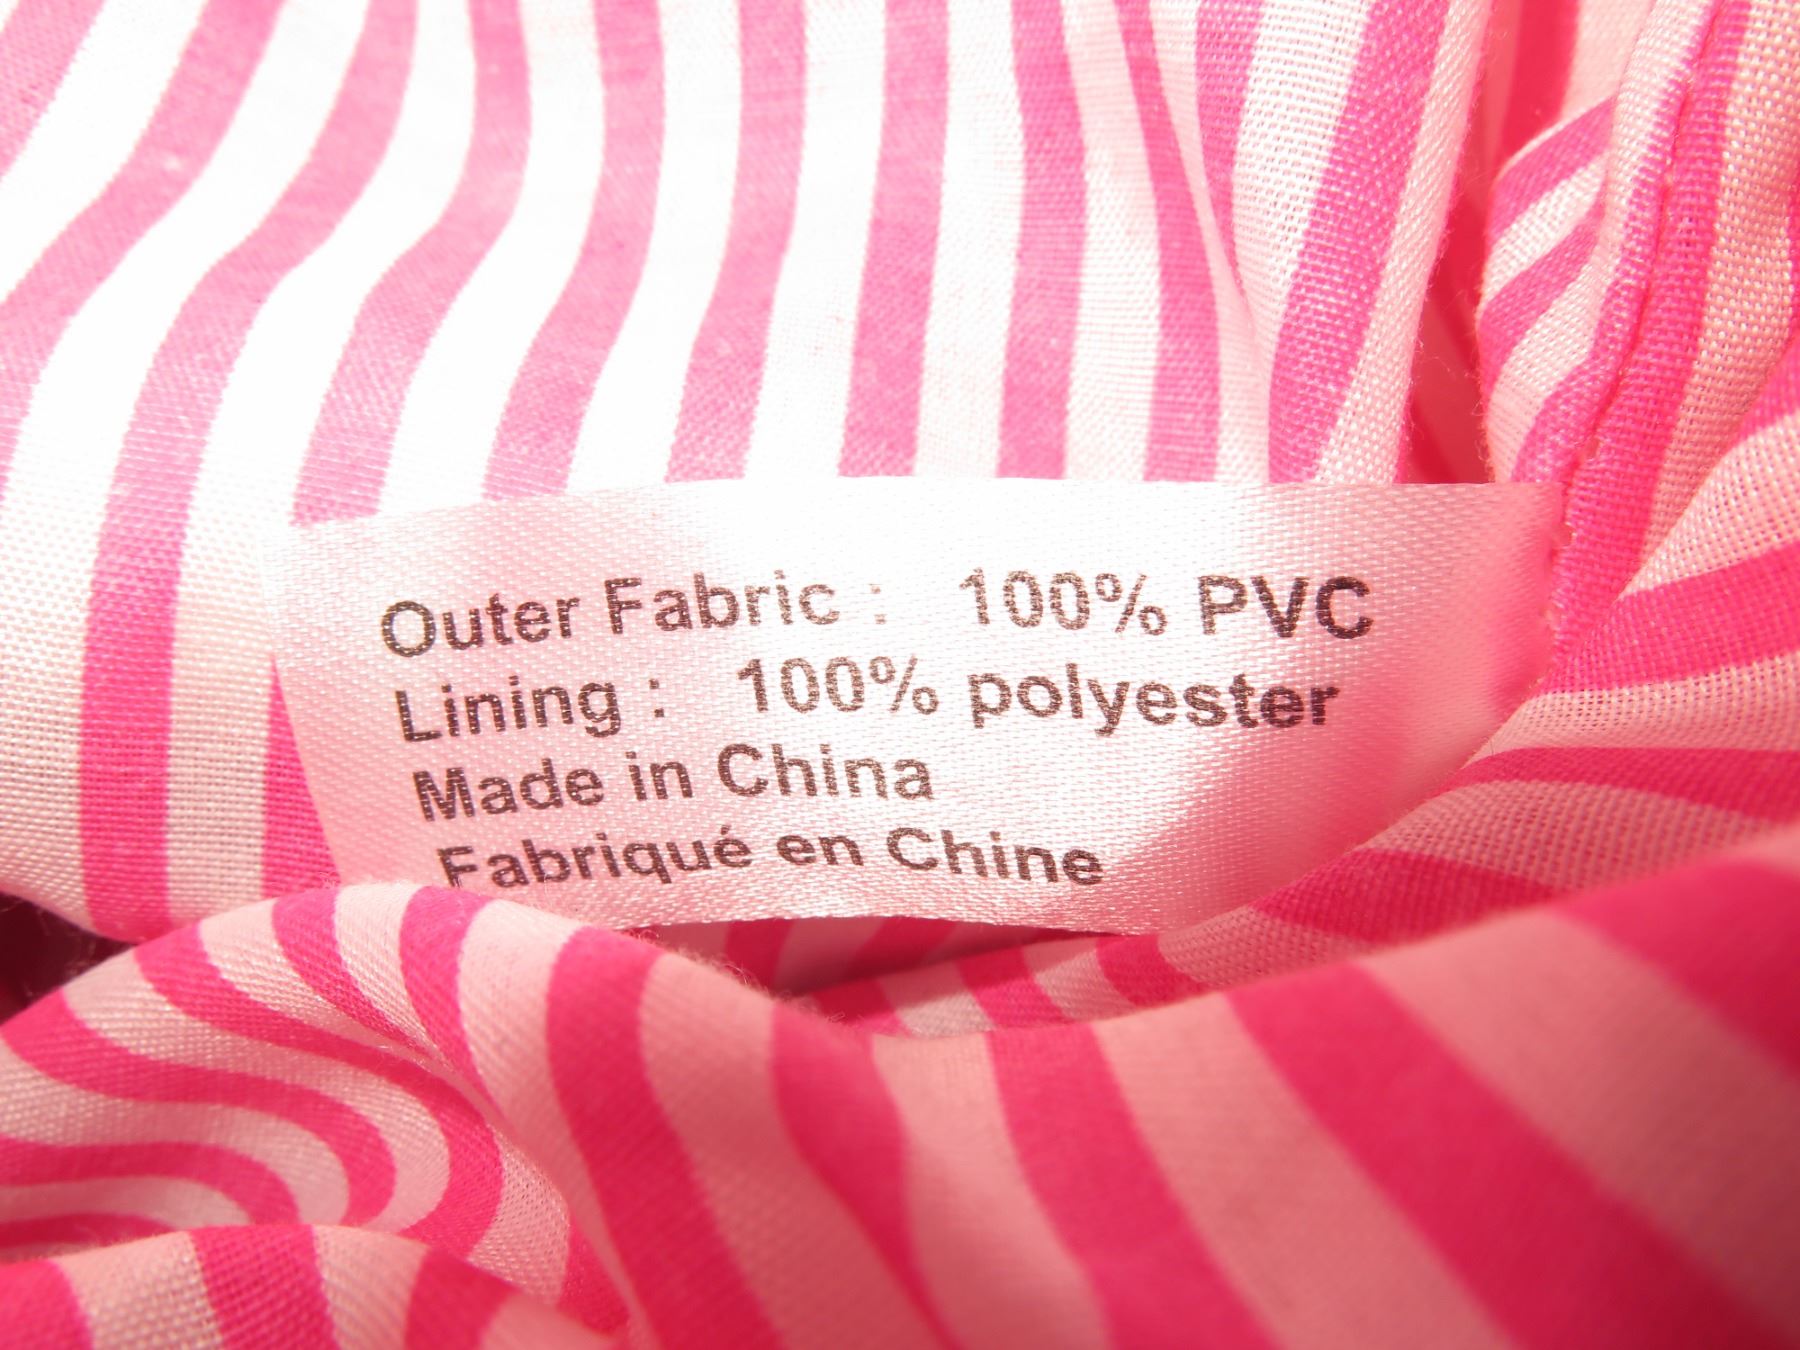 Outer Fabric : 100% PVC
Lining : 100% polyester
Made in China
Fabriqué en Chine